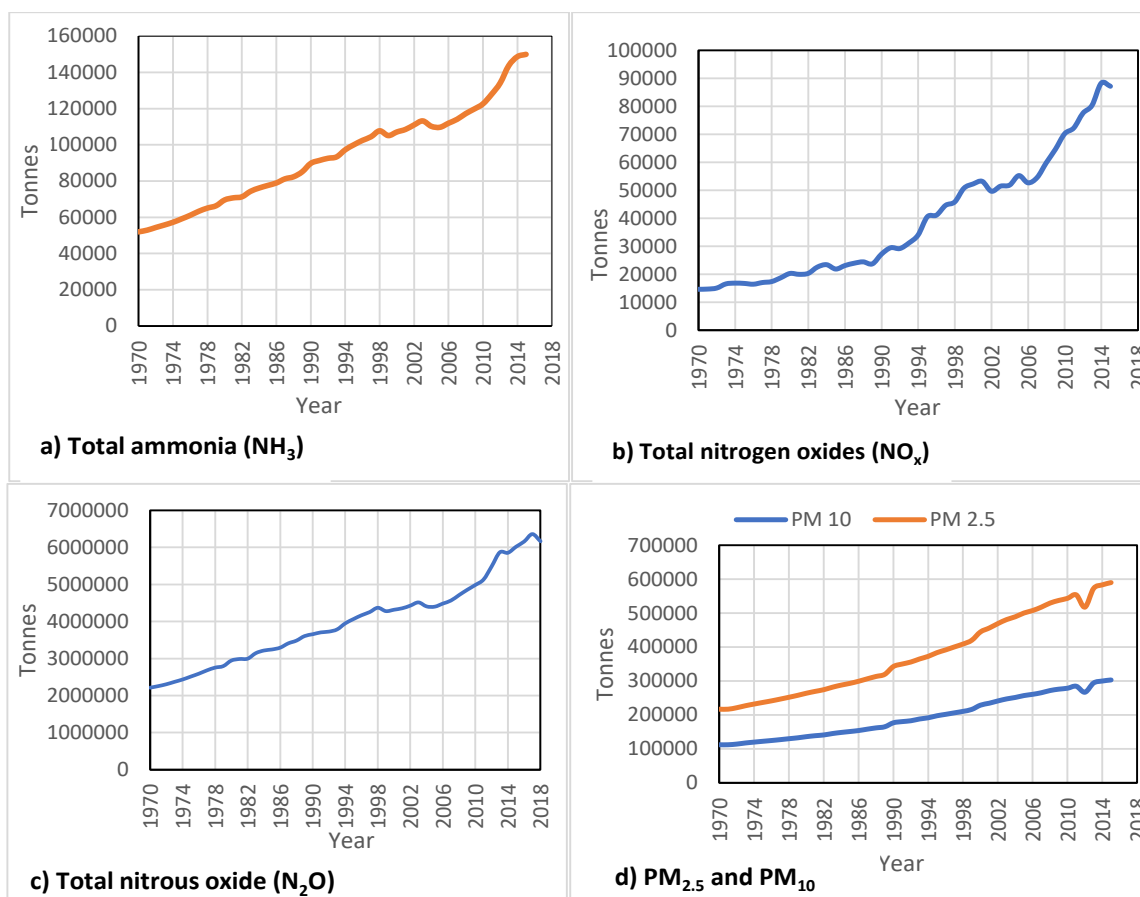 160000
140000
120000
100000
80000
60000
40000
20000
0
Tonnes
1970 1974 1978 1982 1986 1990 1994 1998 2002 2006 2010 2014 2018
Year
a) Total ammonia (NH₃)
100000
90000
80000
70000
60000
50000
40000
30000
20000
10000
0
Tonnes
1970 1974 1978 1982 1986 1990 1994 1998 2002 2006 2010 2014 2018
Year
b) Total nitrogen oxides (NOₓ)
7000000
6000000
5000000
4000000
3000000
2000000
1000000
0
Tonnes
1970 1974 1978 1982 1986 1990 1994 1998 2002 2006 2010 2014 2018
Year
c) Total nitrous oxide (N₂O)
PM 10 PM 2.5
700000
600000
500000
400000
300000
200000
100000
0
Tonnes
1970 1974 1978 1982 1986 1990 1994 1998 2002 2006 2010 2014 2018
Year
d) PM₂.₅ and PM₁₀